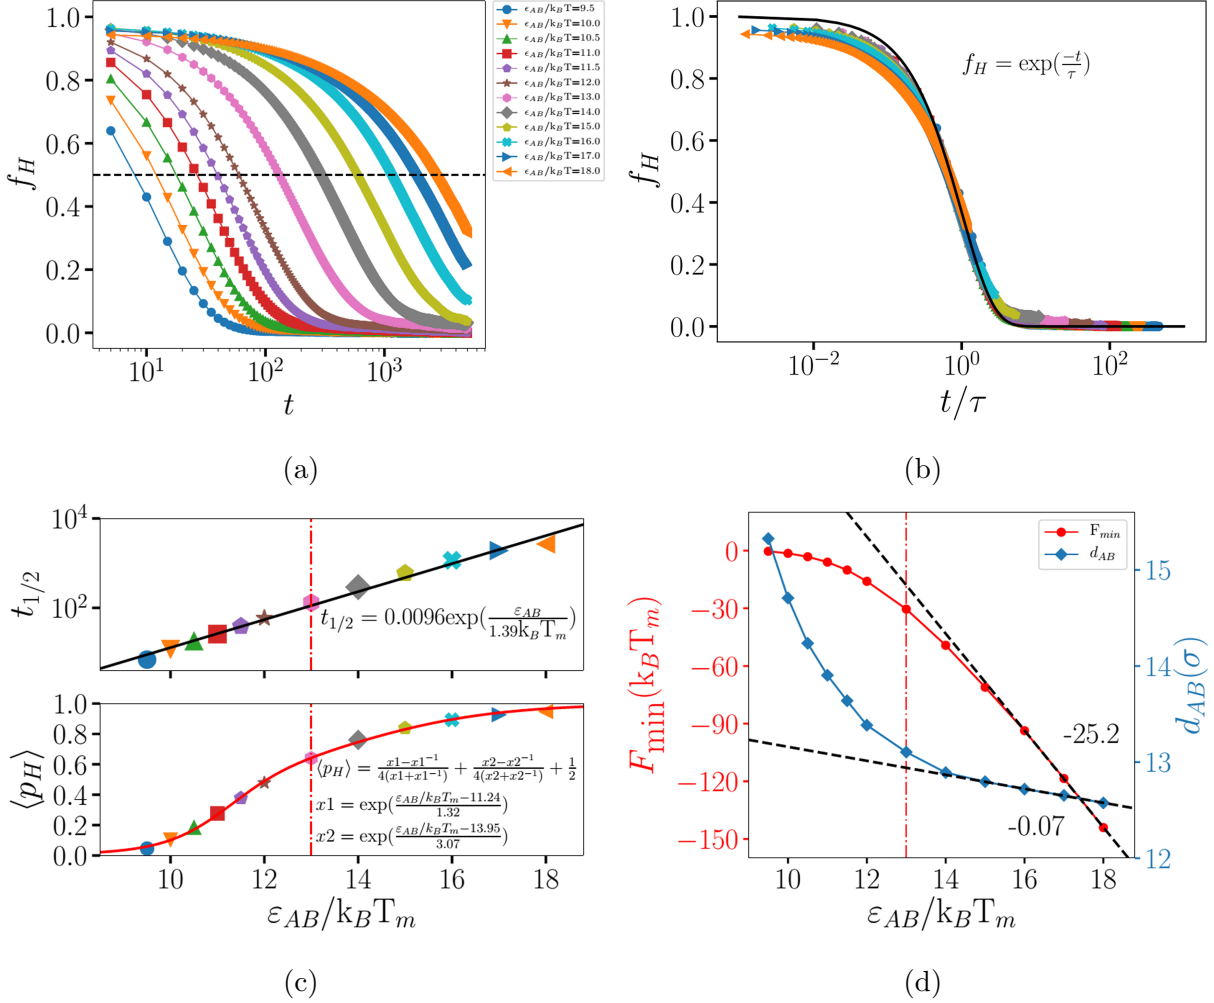 1.0
0.8
0.6
0.4
0.2
0.0
f_H
10^1
10^2
10^3
t
ϵ_AB/k_BT=9.5
ϵ_AB/k_BT=10.0
ϵ_AB/k_BT=10.5
ϵ_AB/k_BT=11.0
ϵ_AB/k_BT=11.5
ϵ_AB/k_BT=12.0
ϵ_AB/k_BT=13.0
ϵ_AB/k_BT=14.0
ϵ_AB/k_BT=15.0
ϵ_AB/k_BT=16.0
ϵ_AB/k_BT=17.0
ϵ_AB/k_BT=18.0
(a)
1.0
0.8
0.6
0.4
0.2
0.0
f_H
f_H = exp(-t/τ)
10^-2
10^0
10^2
t/τ
(b)
10^4
10^2
t_1/2
t_1/2 = 0.0096exp(ε_AB/1.39k_BT_m)
1.0
0.8
0.6
0.4
0.2
0.0
⟨p_H⟩
⟨p_H⟩ = x1−x1^−1/4(x1+x1^−1) + x2−x2^−1/4(x2+x2^−1) + 1/2
x1 = exp(ε_AB/k_BT_m−11.24/1.32)
x2 = exp(ε_AB/k_BT_m−13.95/3.07)
10
12
14
16
18
ε_AB/k_BT_m
(c)
0
−30
−60
−90
−120
−150
F_min(k_BT_m)
F_min
d_AB
-25.2
-0.07
15
14
13
12
d_AB(σ)
10
12
14
16
18
ε_AB/k_BT_m
(d)